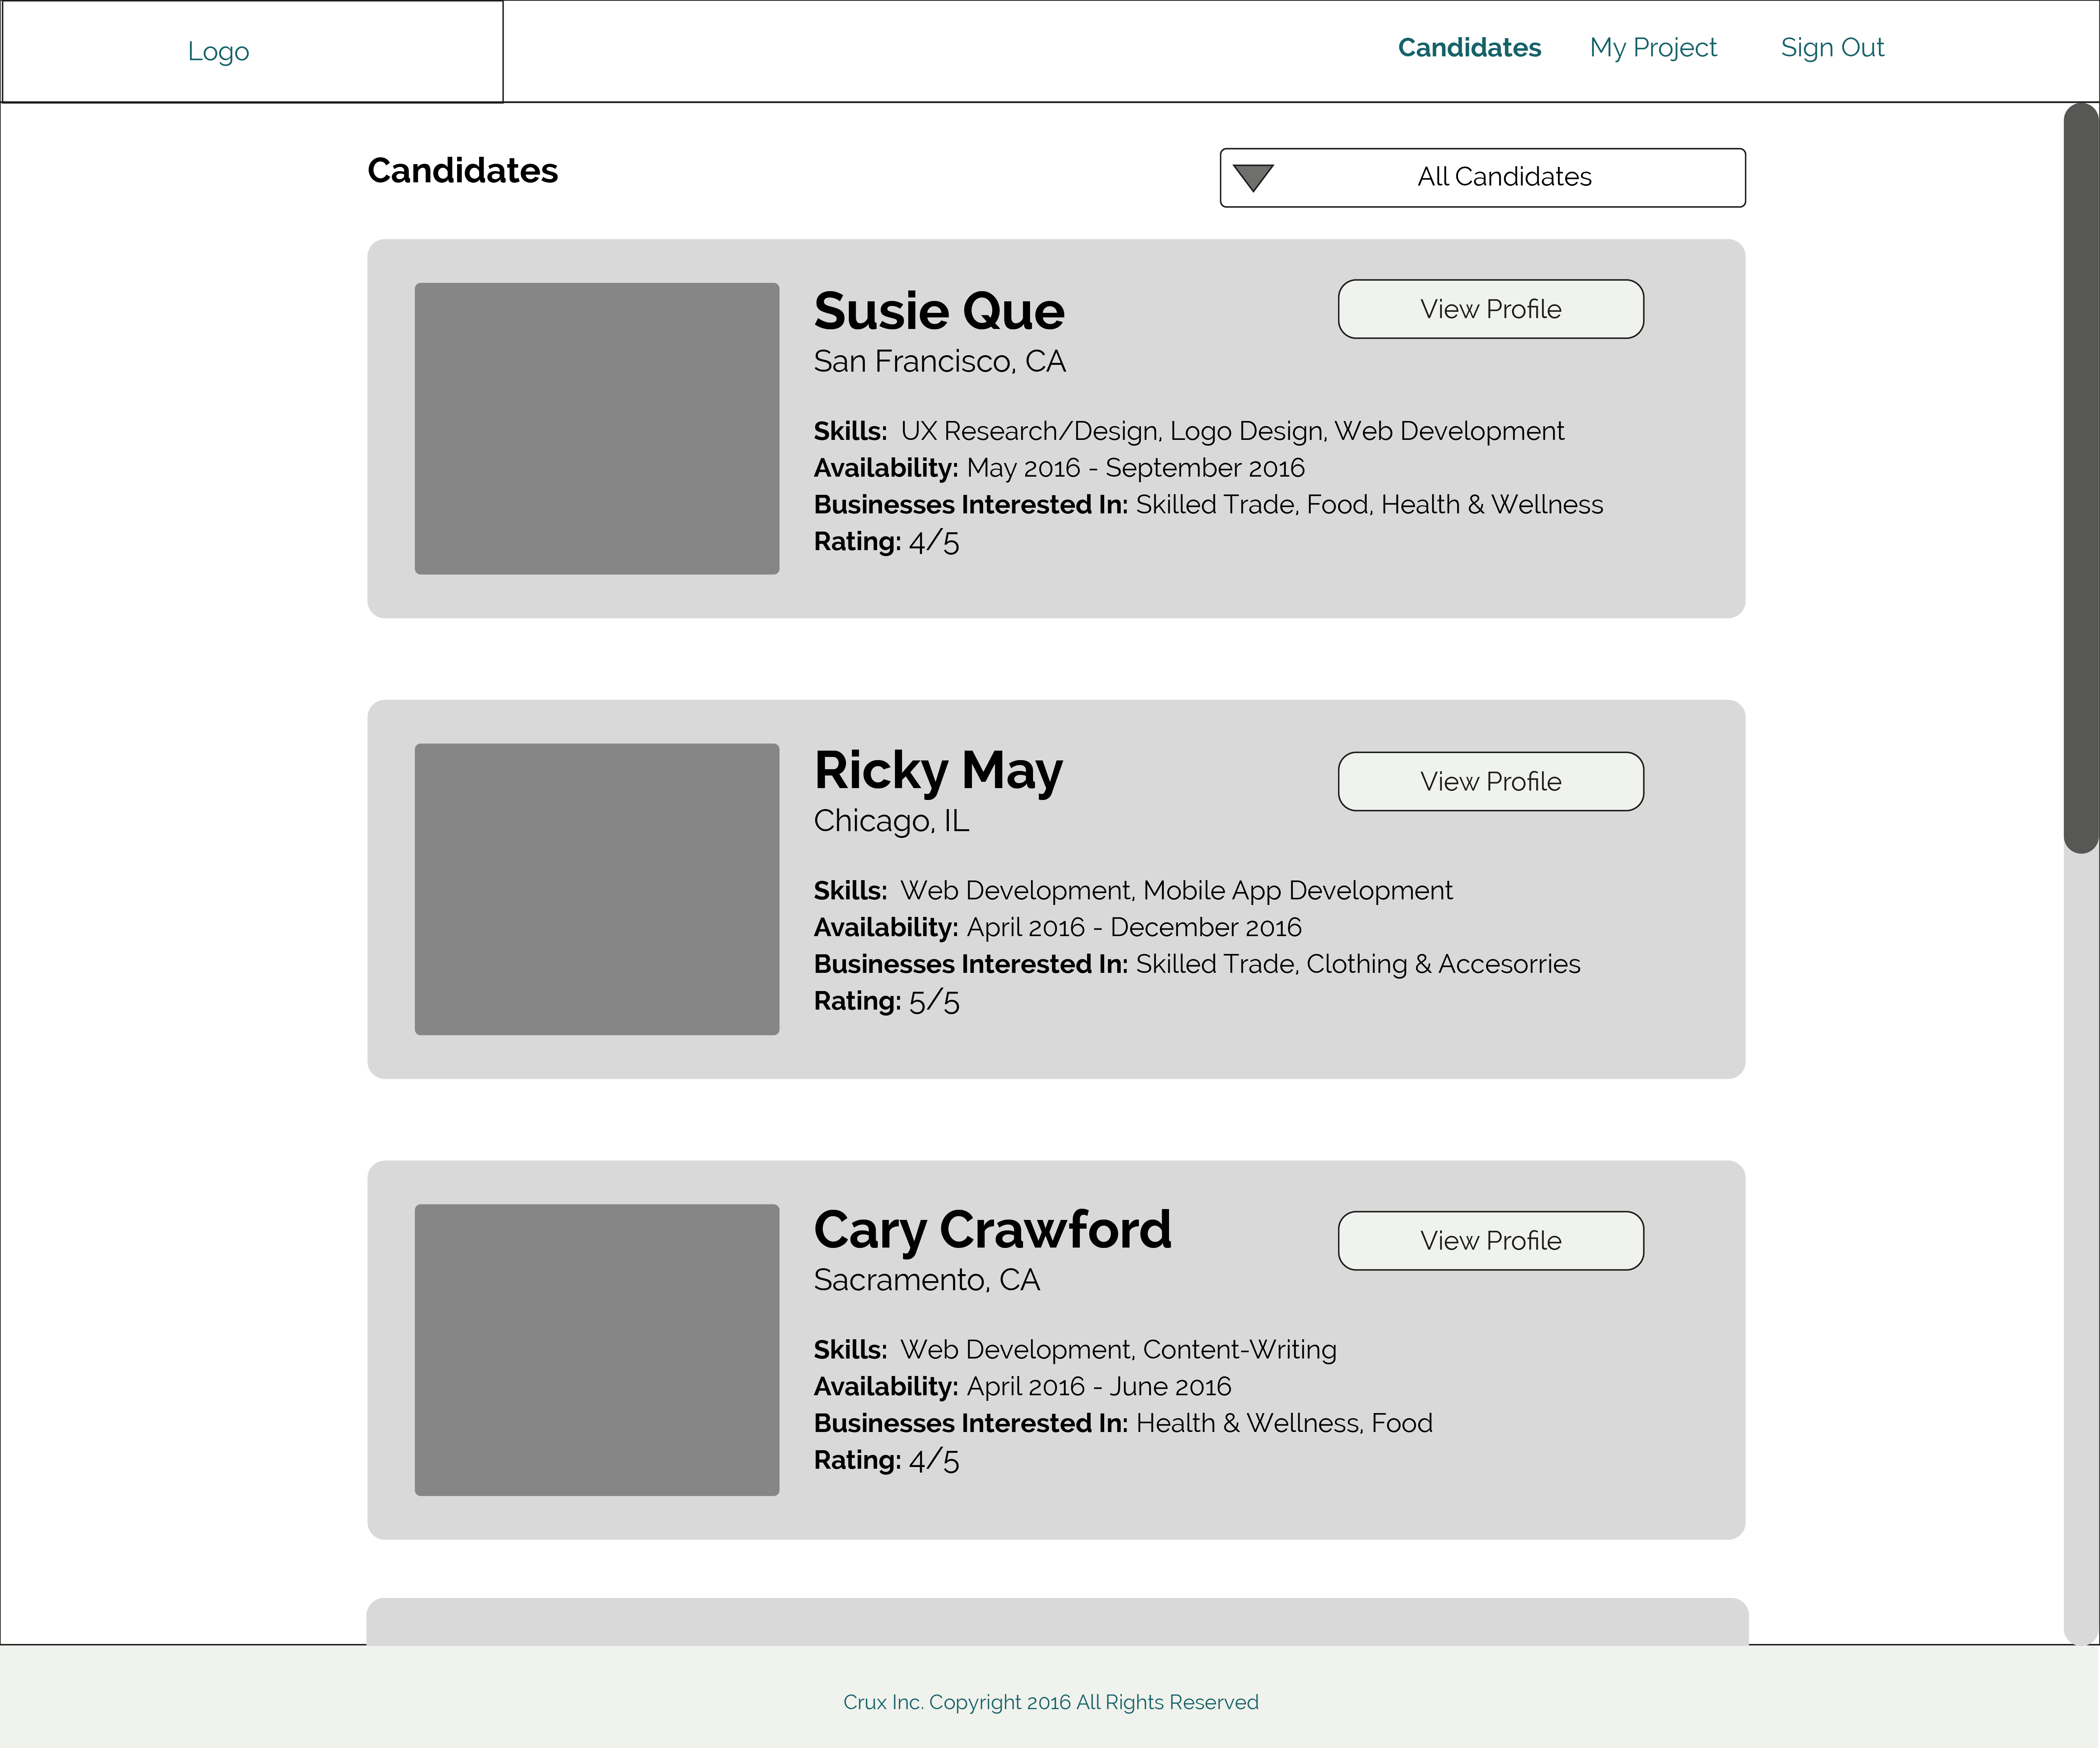 Logo
Candidates My Project Sign Out
Candidates
All Candidates
Susie Que
View Profile
San Francisco, CA
Skills: UX Research/Design, Logo Design, Web Development
Availability: May 2016 - September 2016
Businesses Interested In: Skilled Trade, Food, Health & Wellness
Rating: 4/5
Ricky May
View Profile
Chicago, IL
Skills: Web Development, Mobile App Development
Availability: April 2016 - December 2016
Businesses Interested In: Skilled Trade, Clothing & Accesorries
Rating: 5/5
Cary Crawford
View Profile
Sacramento, CA
Skills: Web Development, Content-Writing
Availability: April 2016 - June 2016
Businesses Interested In: Health & Wellness, Food
Rating: 4/5
Crux Inc. Copyright 2016 All Rights Reserved